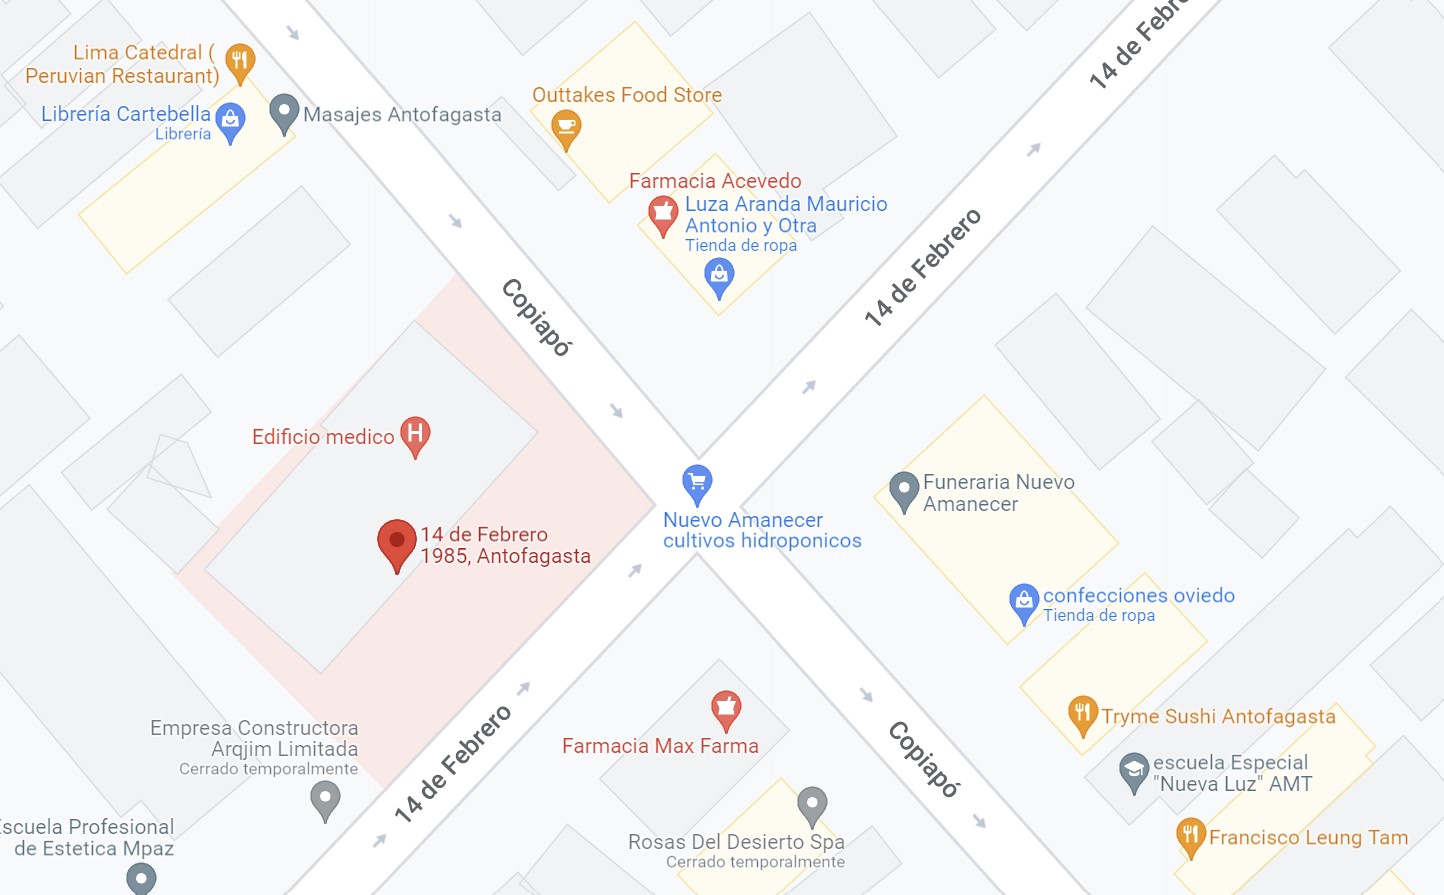 14 de Febre
Lima Catedral (
Peruvian Restaurant)
Librería Cartebella
Librería
Masajes Antofagasta
Outtakes Food Store
Farmacia Acevedo
Luza Aranda Mauricio
Antonio y Otra
Tienda de ropa
14 de Febrero
Copiapó
Edificio medico
H
14 de Febrero
1985, Antofagasta
Nuevo Amanecer
cultivos hidroponicos
Funeraria Nuevo
Amanecer
confecciones oviedo
Tienda de ropa
Empresa Constructora
Arqjim Limitada
Cerrado temporalmente
14 de Febrero
Farmacia Max Farma
Copiapó
Tryme Sushi Antofagasta
escuela Especial
"Nueva Luz" AMT
Escuela Profesional
de Estetica Mpaz
Rosas Del Desierto Spa
Cerrado temporalmente
Francisco Leung Tam